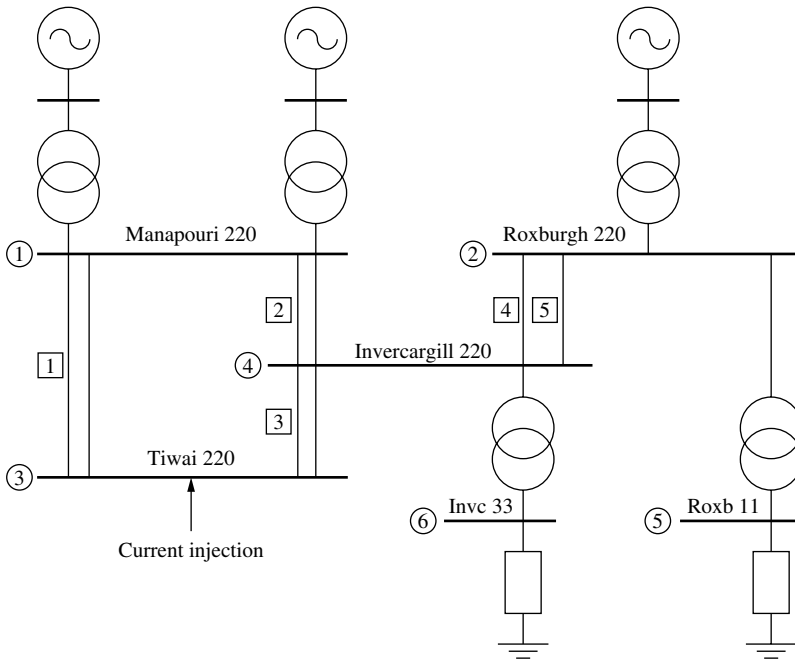 Manapouri 220
Roxburgh 220
1
2
2
4
5
Invercargill 220
4
1
3
Tiwai 220
3
Invc 33
Roxb 11
6
5
Current injection